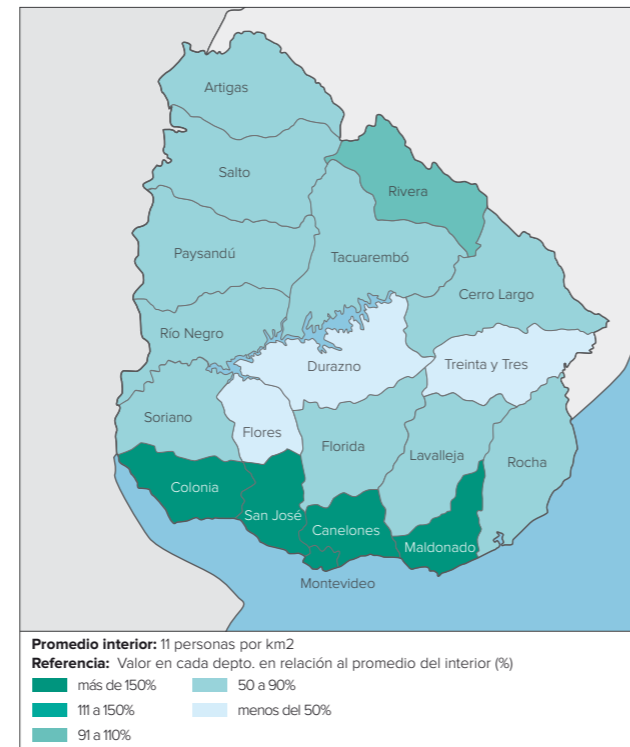 Artigas
Salto
Rivera
Paysandú
Tacuarembó
Cerro Largo
Río Negro
Durazno
Treinta y Tres
Soriano
Flores
Florida
Lavalleja
Rocha
Colonia
San José
Canelones
Maldonado
Montevideo
Promedio interior: 11 personas por km2
Referencia: Valor en cada depto. en relación al promedio del interior (%)
más de 150%
50 a 90%
111 a 150%
menos del 50%
91 a 110%